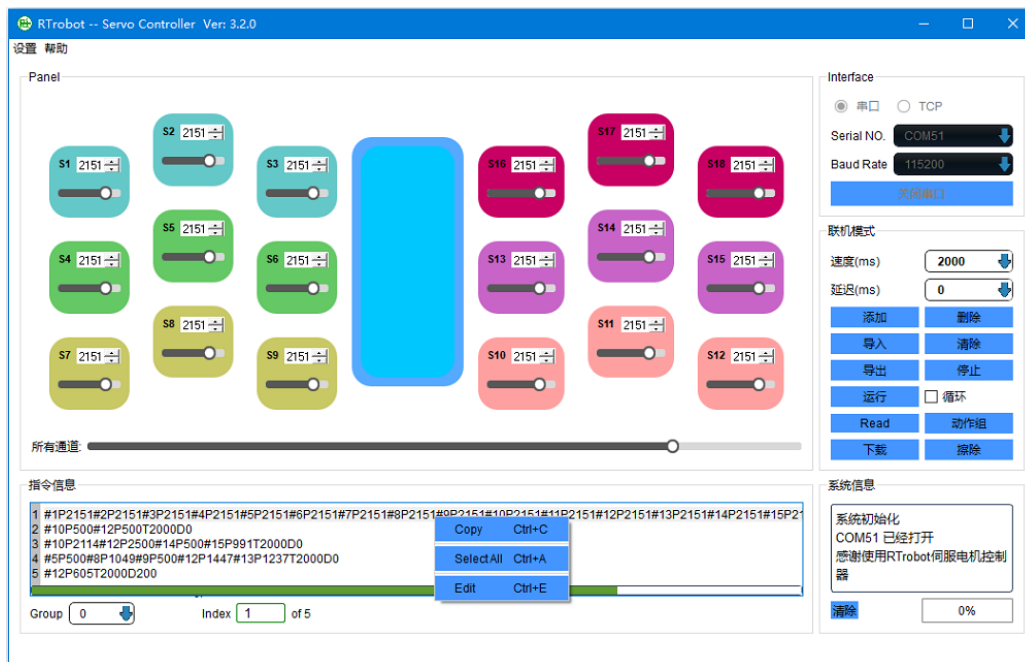 RTrobot -- Servo Controller Ver: 3.2.0
设置 帮助
Panel
S1 2151
S2 2151
S3 2151
S4 2151
S5 2151
S6 2151
S7 2151
S8 2151
S9 2151
S16 2151
S17 2151
S18 2151
S13 2151
S14 2151
S15 2151
S10 2151
S11 2151
S12 2151
所有通道:
Interface
串口 TCP
Serial NO. COM51
Baud Rate 115200
关闭串口
联机模式
速度(ms) 2000
延迟(ms) 0
添加 删除
导入 清除
导出 停止
运行 循环
Read 动作组
下载 擦除
指令信息
1 #1P2151#2P2151#3P2151#4P2151#5P2151#6P2151#7P2151#8P2151#9P2151#10P2151#11P2151#12P2151#13P2151#14P2151#15P21
2 #10P500#12P500T2000D0
3 #10P2114#12P2500#14P500#15P991T2000D0
4 #5P500#8P1049#9P500#12P1447#13P1237T2000D0
5 #12P605T2000D200
Copy Ctrl+C
SelectAll Ctrl+A
Edit Ctrl+E
Group 0 Index 1 of 5
系统信息
系统初始化
COM51 已经打开
感谢使用RTrobot伺服电机控制
器
清除 0%